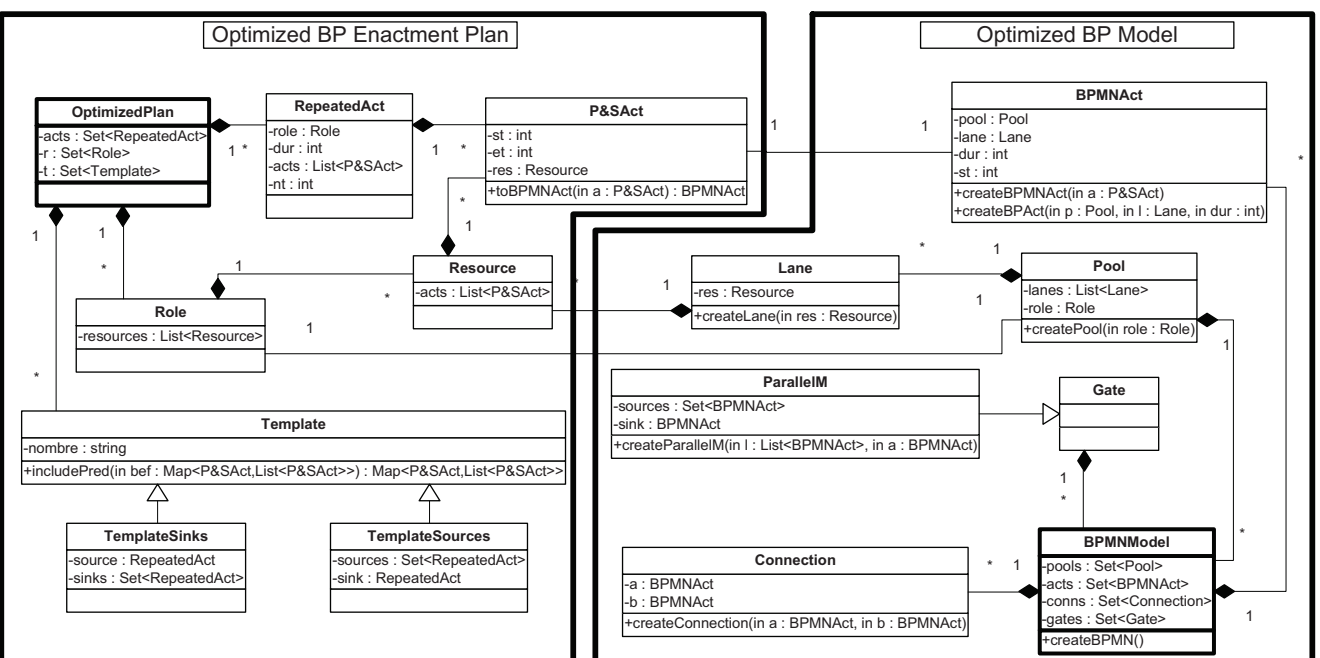 Optimized BP Enactment Plan
Optimized BP Model
OptimizedPlan
-acts : Set<RepeatedAct>
-r : Set<Role>
-t : Set<Template>
1
*
RepeatedAct
-role : Role
-dur : int
-acts : List<P&SAct>
-nt : int
1
*
P&SAct
-st : int
-et : int
-res : Resource
+toBPMNAct(in a : P&SAct) : BPMNAct
1
1
BPMNAct
-pool : Pool
-lane : Lane
-dur : int
-st : int
+createBPMNAct(in a : P&SAct)
+createBPAct(in p : Pool, in l : Lane, in dur : int)
*
1
1
*
*
1
Role
-resources : List<Resource>
1
*
1
Resource
-acts : List<P&SAct>
*
1
Lane
-res : Resource
+createLane(in res : Resource)
*
1
1
Pool
-lanes : List<Lane>
-role : Role
+createPool(in role : Role)
1
*
Template
-nombre : string
+includePred(in bef : Map<P&SAct,List<P&SAct>>) : Map<P&SAct,List<P&SAct>>
ParallelM
-sources : Set<BPMNAct>
-sink : BPMNAct
+createParallelM(in l : List<BPMNAct>, in a : BPMNAct)
Gate
1
*
TemplateSinks
-source : RepeatedAct
-sinks : Set<RepeatedAct>
TemplateSources
-sources : Set<RepeatedAct>
-sink : RepeatedAct
Connection
-a : BPMNAct
-b : BPMNAct
+createConnection(in a : BPMNAct, in b : BPMNAct)
*
1
BPMNModel
-pools : Set<Pool>
-acts : Set<BPMNAct>
-conns : Set<Connection>
-gates : Set<Gate>
+createBPMN()
*
1